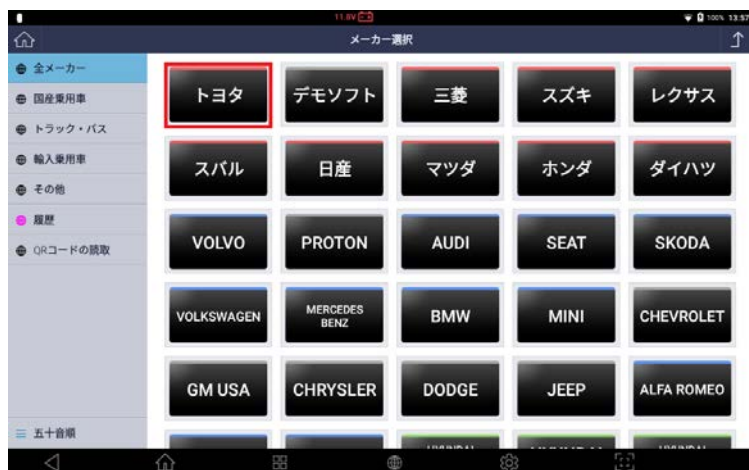 11.8V
100% 13:57
メーカー選択
全メーカー
国産乗用車
トラック・バス
輸入乗用車
その他
履歴
QRコードの読取
五十音順
トヨタ
デモソフト
三菱
スズキ
レクサス
スバル
日産
マツダ
ホンダ
ダイハツ
VOLVO
PROTON
AUDI
SEAT
SKODA
VOLKSWAGEN
MERCEDES
BENZ
BMW
MINI
CHEVROLET
GM USA
CHRYSLER
DODGE
JEEP
ALFA ROMEO